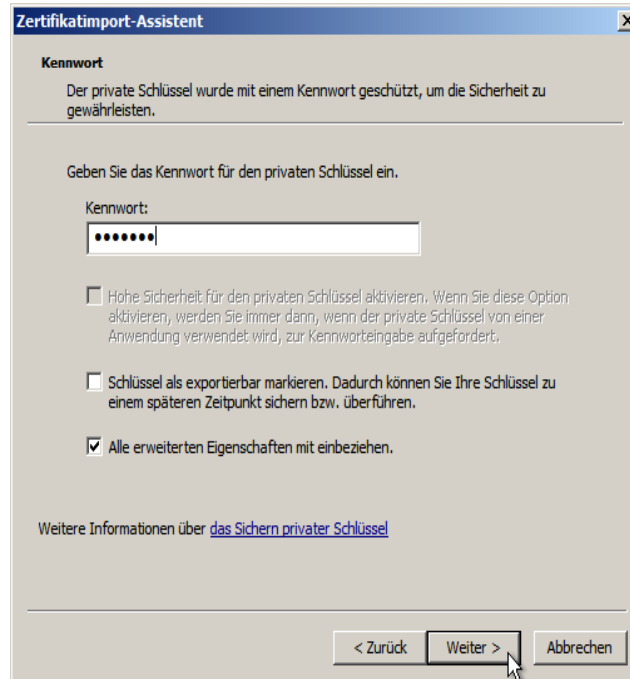 Zertifikatimport-Assistent
Kennwort
Der private Schlüssel wurde mit einem Kennwort geschützt, um die Sicherheit zu
gewährleisten.
Geben Sie das Kennwort für den privaten Schlüssel ein.
Kennwort:
•••••••
Hohe Sicherheit für den privaten Schlüssel aktivieren. Wenn Sie diese Option
aktivieren, werden Sie immer dann, wenn der private Schlüssel von einer
Anwendung verwendet wird, zur Kennworteingabe aufgefordert.
Schlüssel als exportierbar markieren. Dadurch können Sie Ihre Schlüssel zu
einem späteren Zeitpunkt sichern bzw. überführen.
Alle erweiterten Eigenschaften mit einbeziehen.
Weitere Informationen über das Sichern privater Schlüssel
< Zurück Weiter > Abbrechen